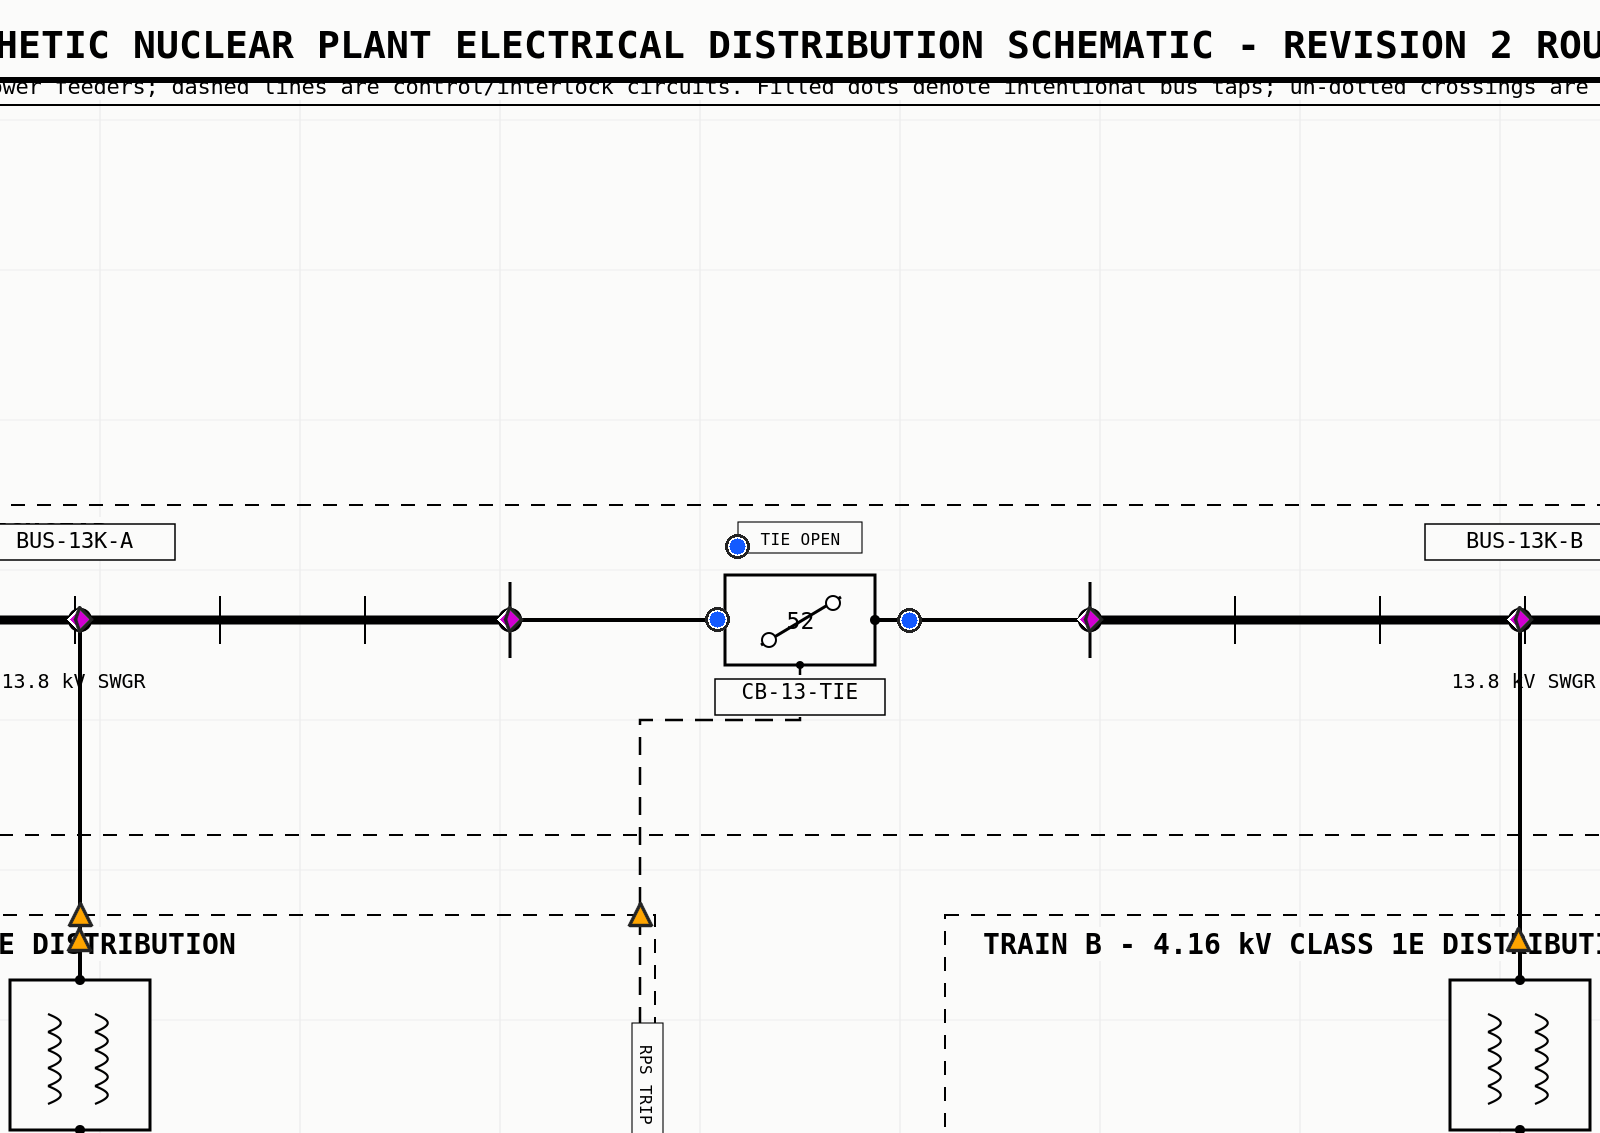 HETIC NUCLEAR PLANT ELECTRICAL DISTRIBUTION SCHEMATIC - REVISION 2 ROU
ower feeders; dashed lines are control/interlock circuits. Filled dots denote intentional bus taps; un-dotted crossings are
BUS-13K-A
TIE OPEN
BUS-13K-B
52
13.8 kV SWGR
CB-13-TIE
13.8 kV SWGR
E DISTRIBUTION
TRAIN B - 4.16 kV CLASS 1E DISTRIBUTI
RPS TRIP